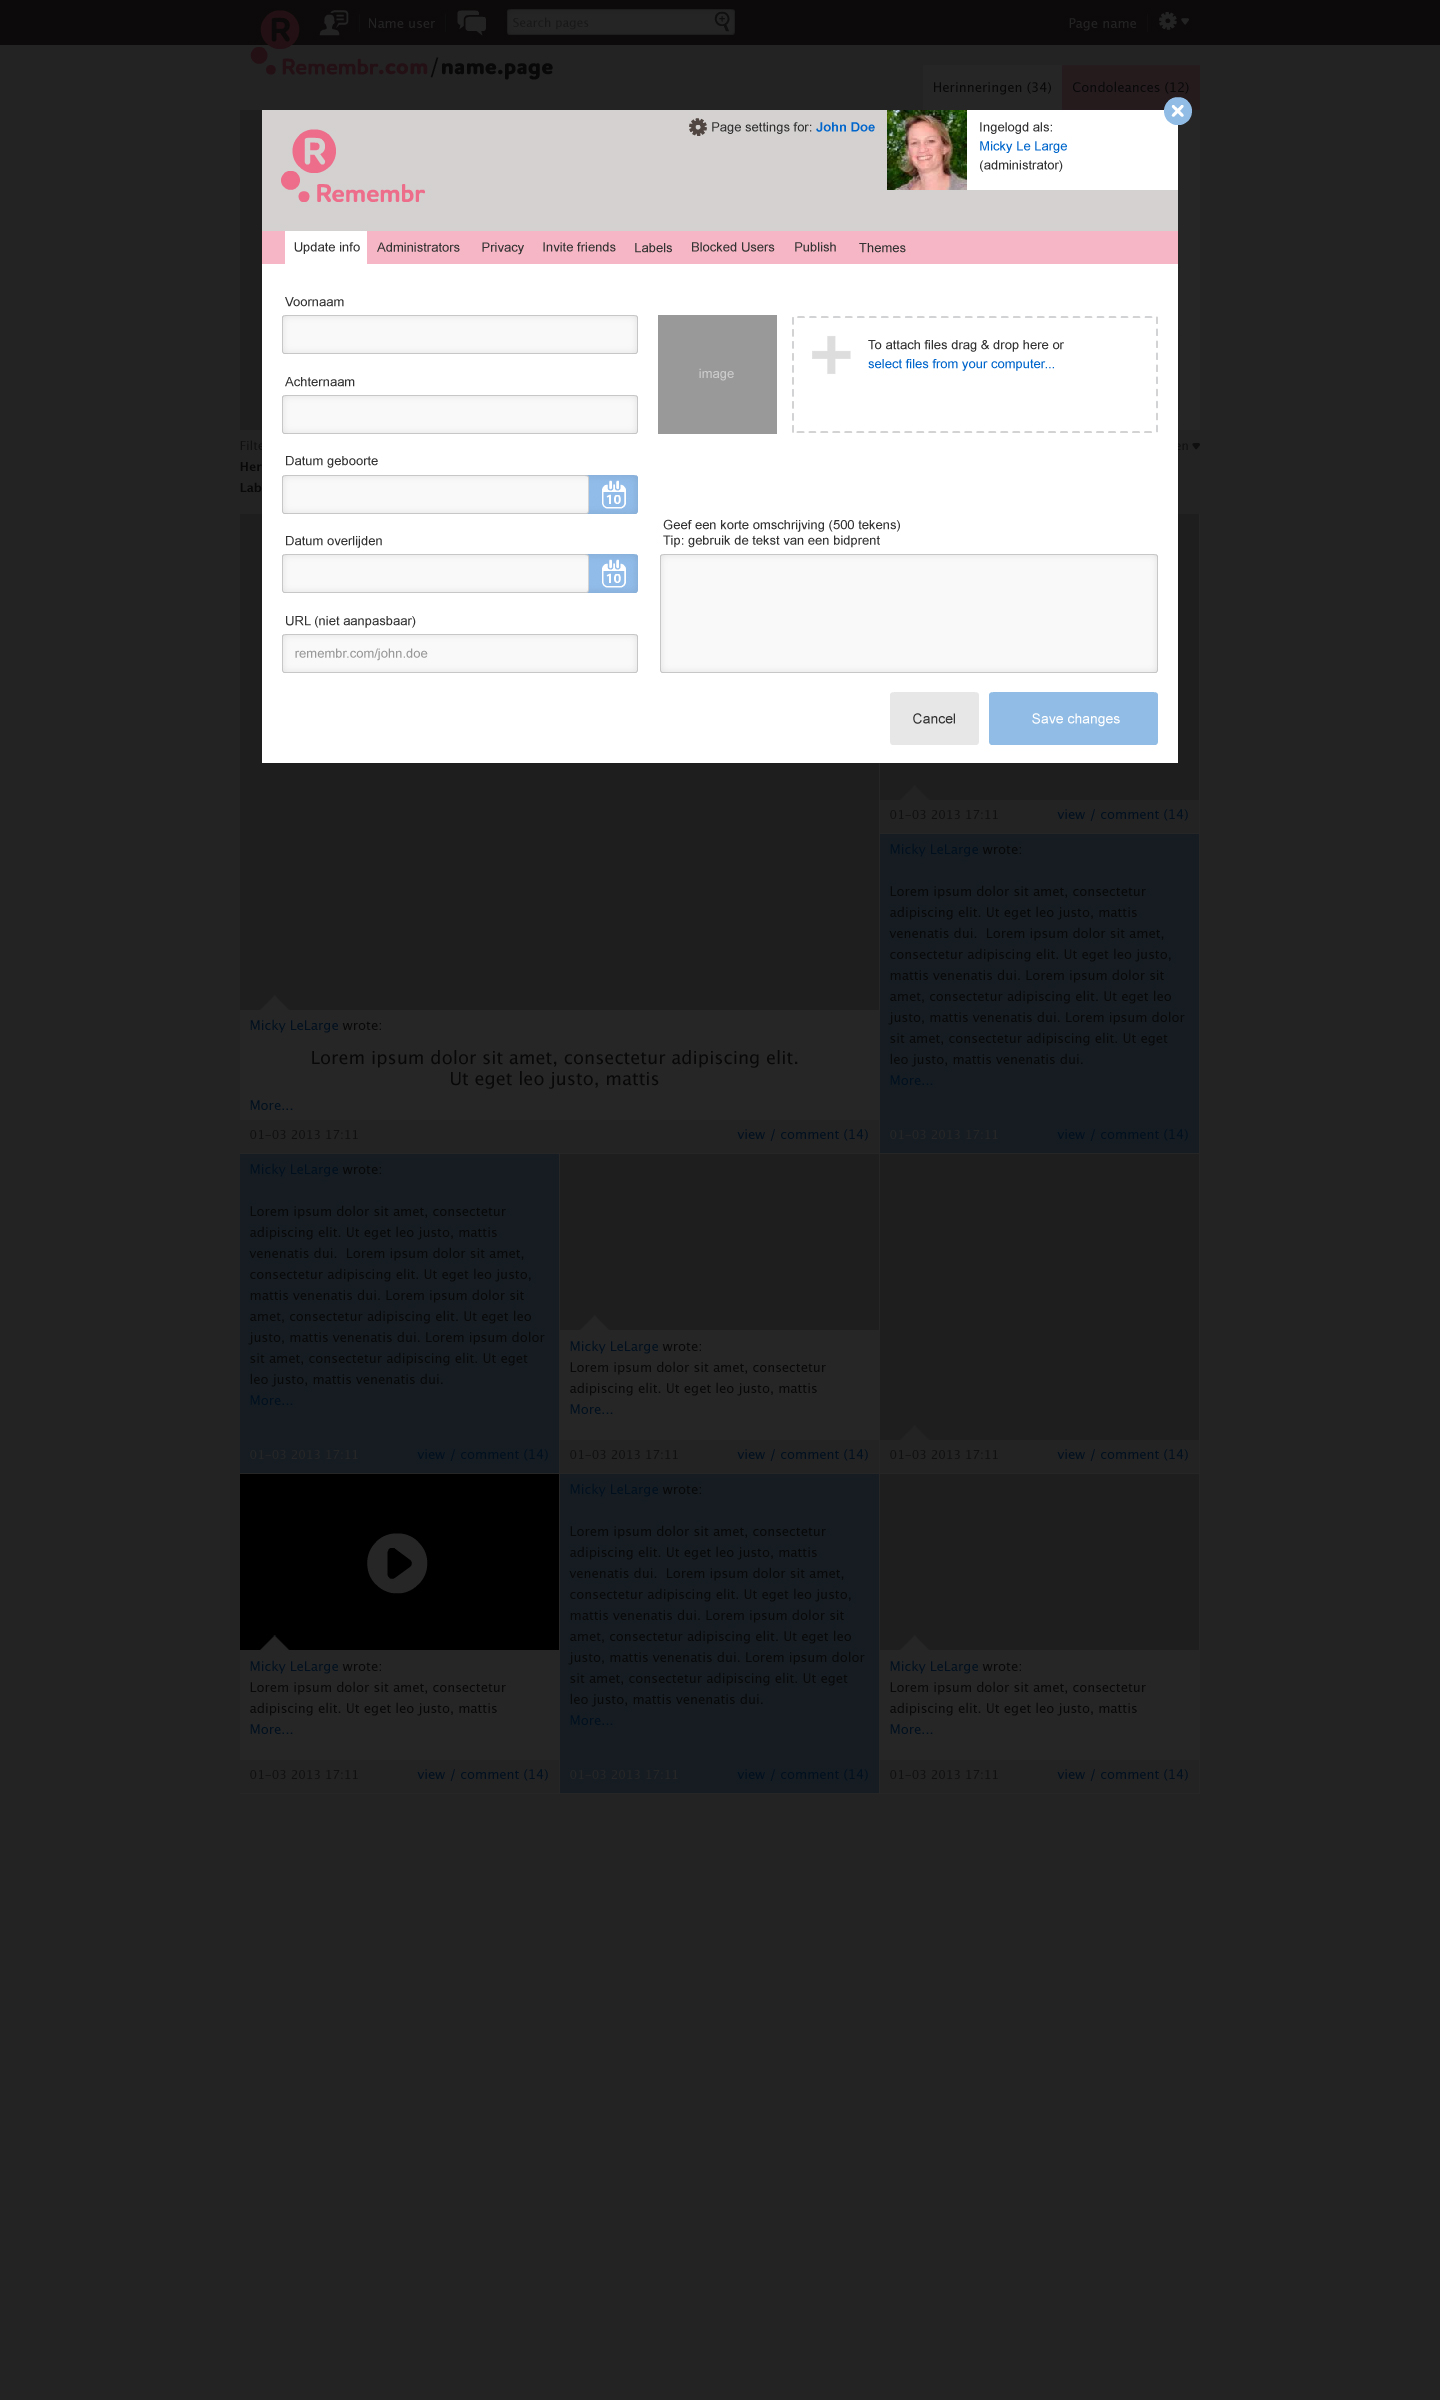 R
Name user
Search pages
Page name
Remembr.com/name.page
Herinneringen (34)
Condoleances (12)
Page settings for: John Doe
Ingelogd als:
Micky Le Large
(administrator)
R
Remembr
Update info
Administrators
Privacy
Invite friends
Labels
Blocked Users
Publish
Themes
Voornaam
image
To attach files drag & drop here or
select files from your computer...
Achternaam
Datum geboorte
10
Geef een korte omschrijving (500 tekens)
Tip: gebruik de tekst van een bidprent
Datum overlijden
10
URL (niet aanpasbaar)
remembr.com/john.doe
Cancel
Save changes
01-03 2013 17:11
view / comment (14)
Micky LeLarge wrote:
Lorem ipsum dolor sit amet, consectetur
adipiscing elit. Ut eget leo justo, mattis
venenatis dui.  Lorem ipsum dolor sit amet,
consectetur adipiscing elit. Ut eget leo justo,
mattis venenatis dui. Lorem ipsum dolor sit
amet, consectetur adipiscing elit. Ut eget leo
justo, mattis venenatis dui. Lorem ipsum dolor
sit amet, consectetur adipiscing elit. Ut eget
leo justo, mattis venenatis dui.
More...
01-03 2013 17:11
view / comment (14)
Micky LeLarge wrote:
Lorem ipsum dolor sit amet, consectetur adipiscing elit.
Ut eget leo justo, mattis
More...
01-03 2013 17:11
view / comment (14)
Micky LeLarge wrote:
Lorem ipsum dolor sit amet, consectetur
adipiscing elit. Ut eget leo justo, mattis
venenatis dui.  Lorem ipsum dolor sit amet,
consectetur adipiscing elit. Ut eget leo justo,
mattis venenatis dui. Lorem ipsum dolor sit
amet, consectetur adipiscing elit. Ut eget leo
justo, mattis venenatis dui. Lorem ipsum dolor
sit amet, consectetur adipiscing elit. Ut eget
leo justo, mattis venenatis dui.
More...
01-03 2013 17:11
view / comment (14)
Micky LeLarge wrote:
Lorem ipsum dolor sit amet, consectetur
adipiscing elit. Ut eget leo justo, mattis
More...
01-03 2013 17:11
view / comment (14)
01-03 2013 17:11
view / comment (14)
Micky LeLarge wrote:
Lorem ipsum dolor sit amet, consectetur
adipiscing elit. Ut eget leo justo, mattis
More...
01-03 2013 17:11
view / comment (14)
Micky LeLarge wrote:
Lorem ipsum dolor sit amet, consectetur
adipiscing elit. Ut eget leo justo, mattis
venenatis dui.  Lorem ipsum dolor sit amet,
consectetur adipiscing elit. Ut eget leo justo,
mattis venenatis dui. Lorem ipsum dolor sit
amet, consectetur adipiscing elit. Ut eget leo
justo, mattis venenatis dui. Lorem ipsum dolor
sit amet, consectetur adipiscing elit. Ut eget
leo justo, mattis venenatis dui.
More...
01-03 2013 17:11
view / comment (14)
Micky LeLarge wrote:
Lorem ipsum dolor sit amet, consectetur
adipiscing elit. Ut eget leo justo, mattis
More...
01-03 2013 17:11
view / comment (14)